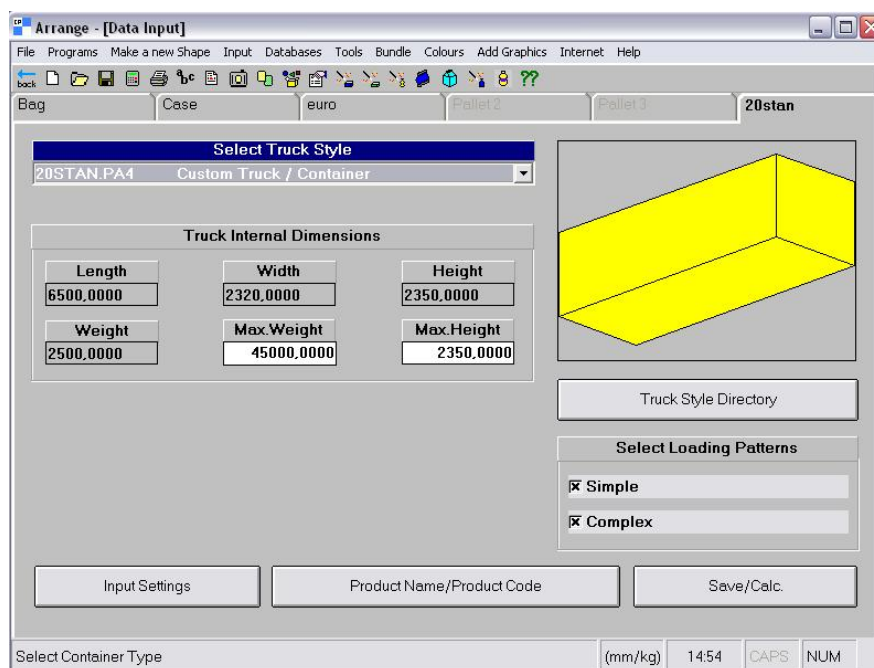 Arrange - [Data Input]
File Programs Make a new Shape Input Databases Tools Bundle Colours Add Graphics Internet Help
back abc ??
Bag Case euro Pallet 2 Pallet 3 20stan
Select Truck Style
20STAN.PA4 Custom Truck / Container
Truck Internal Dimensions
Length Width Height
6500,0000 2320,0000 2350,0000
Weight Max.Weight Max.Height
2500,0000 45000,0000 2350,0000
Truck Style Directory
Select Loading Patterns
Simple
Complex
Input Settings Product Name/Product Code Save/Calc.
Select Container Type (mm/kg) 14:54 CAPS NUM